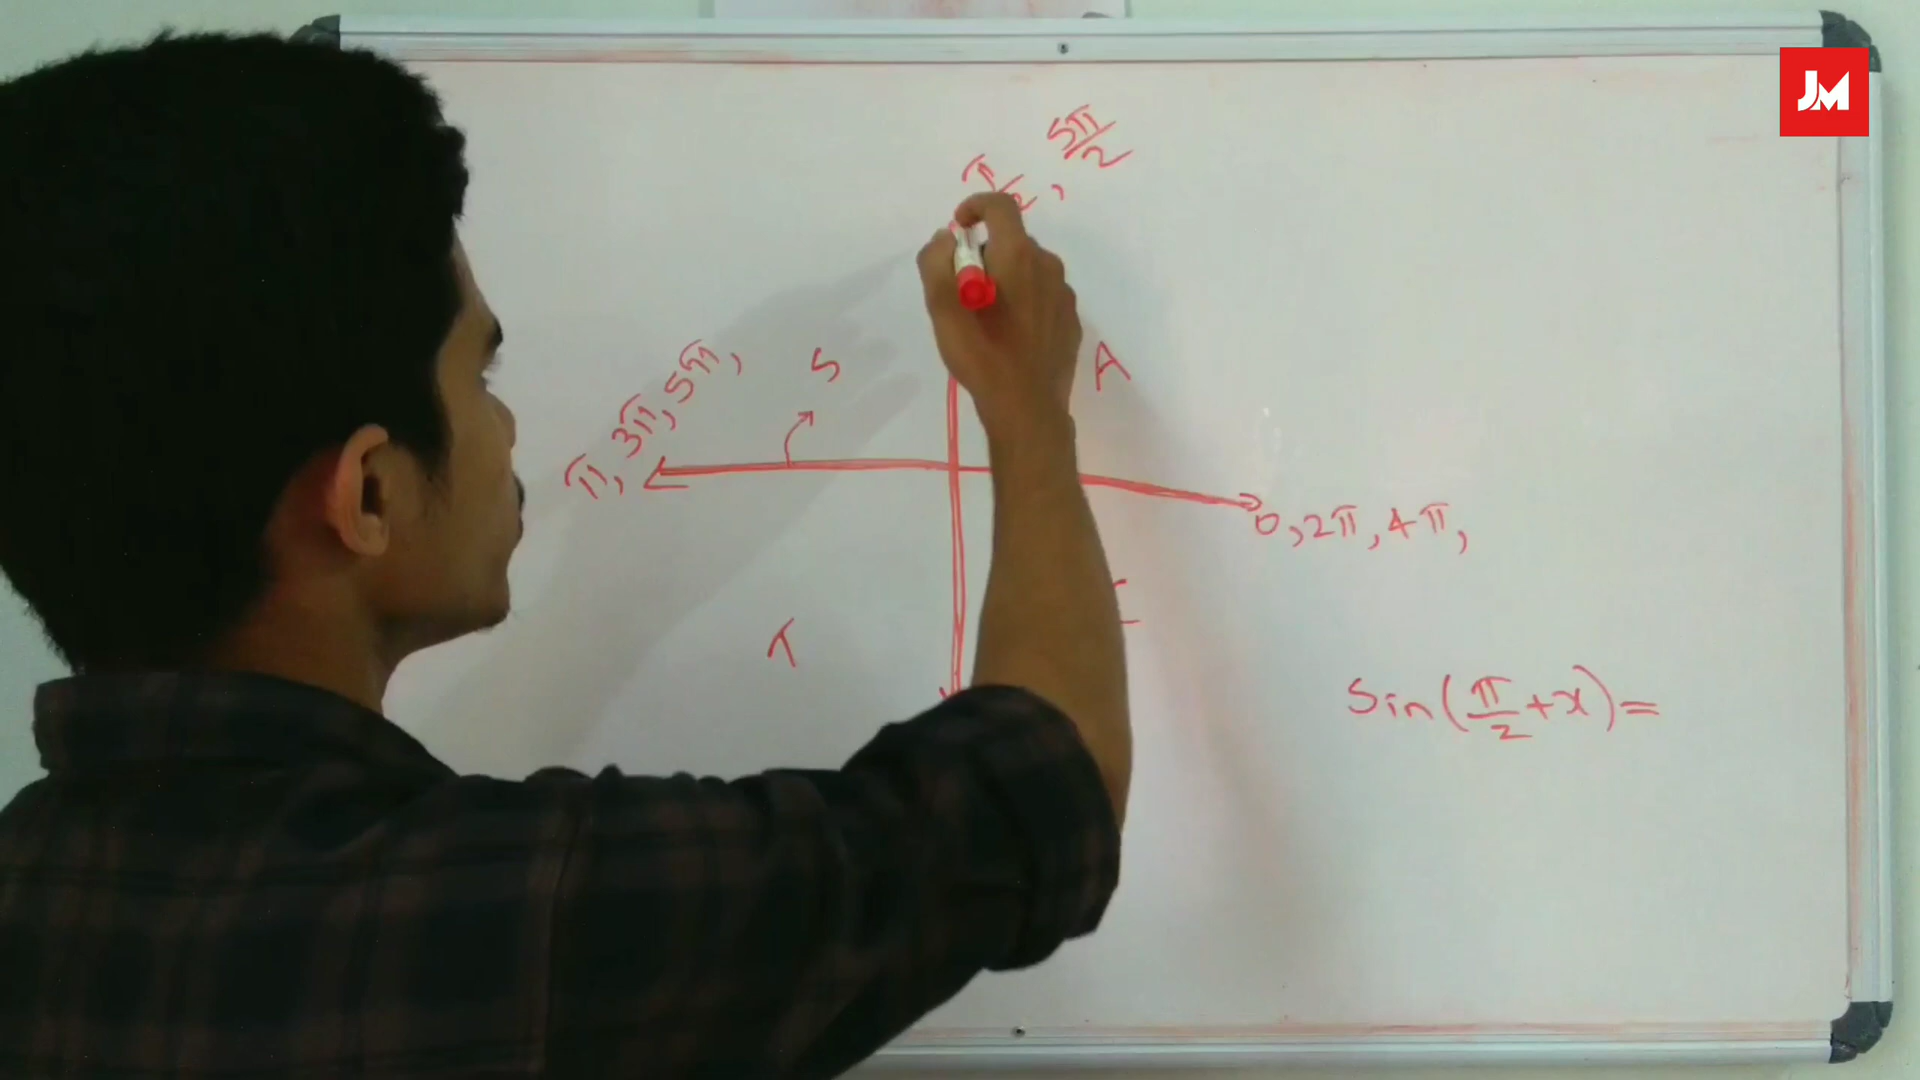 JM
π/2, 5π/2
S
A
π, 3π, 5π,
0, 2π, 4π,
T
C
Sin(π/2+x)=